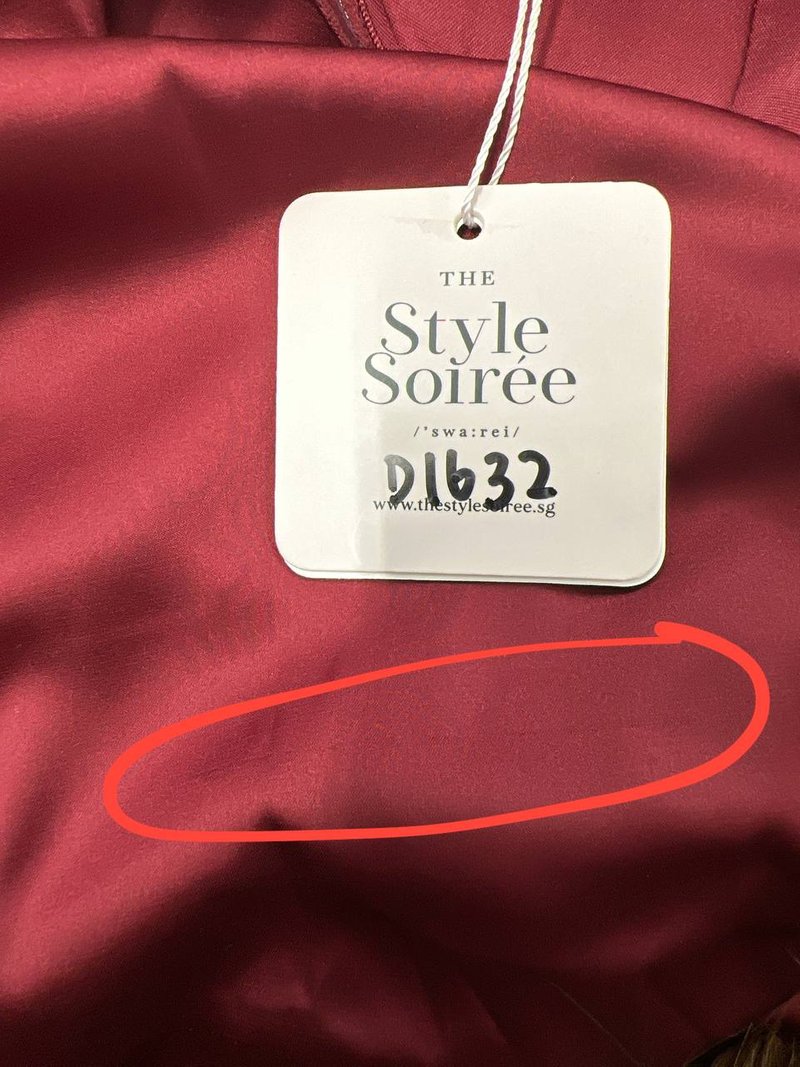 THE
Style
Soirée
/'swa:rei/
D1632
www.thestylesoiree.sg